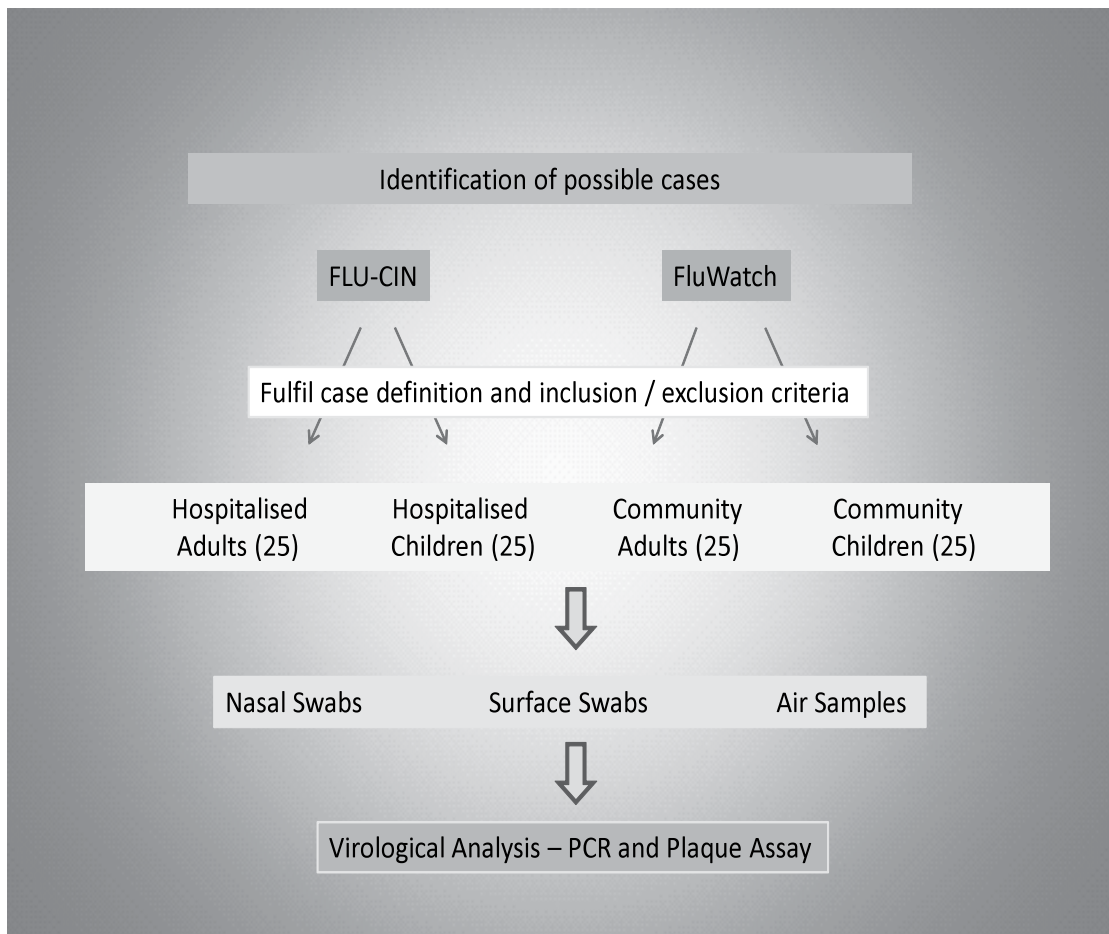 Identification of possible cases
FLU-CIN
FluWatch
Fulfil case definition and inclusion / exclusion criteria
Hospitalised
Adults (25)
Hospitalised
Children (25)
Community
Adults (25)
Community
Children (25)
Nasal Swabs
Surface Swabs
Air Samples
Virological Analysis – PCR and Plaque Assay